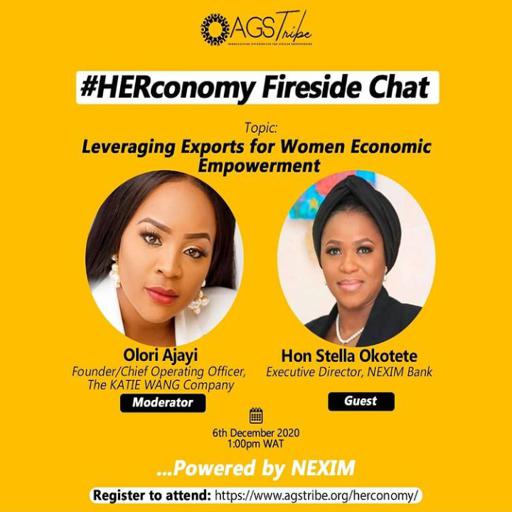 AGSTribe
#HERconomy Fireside Chat
Topic:
Leveraging Exports for Women Economic
Empowerment
Olori Ajayi
Founder/Chief Operating Officer,
The KATIE WANG Company
Moderator
Hon Stella Okotete
Executive Director, NEXIM Bank
Guest
6th December 2020
1:00pm WAT
...Powered by NEXIM
Register to attend: https://www.agstribe.org/herconomy/